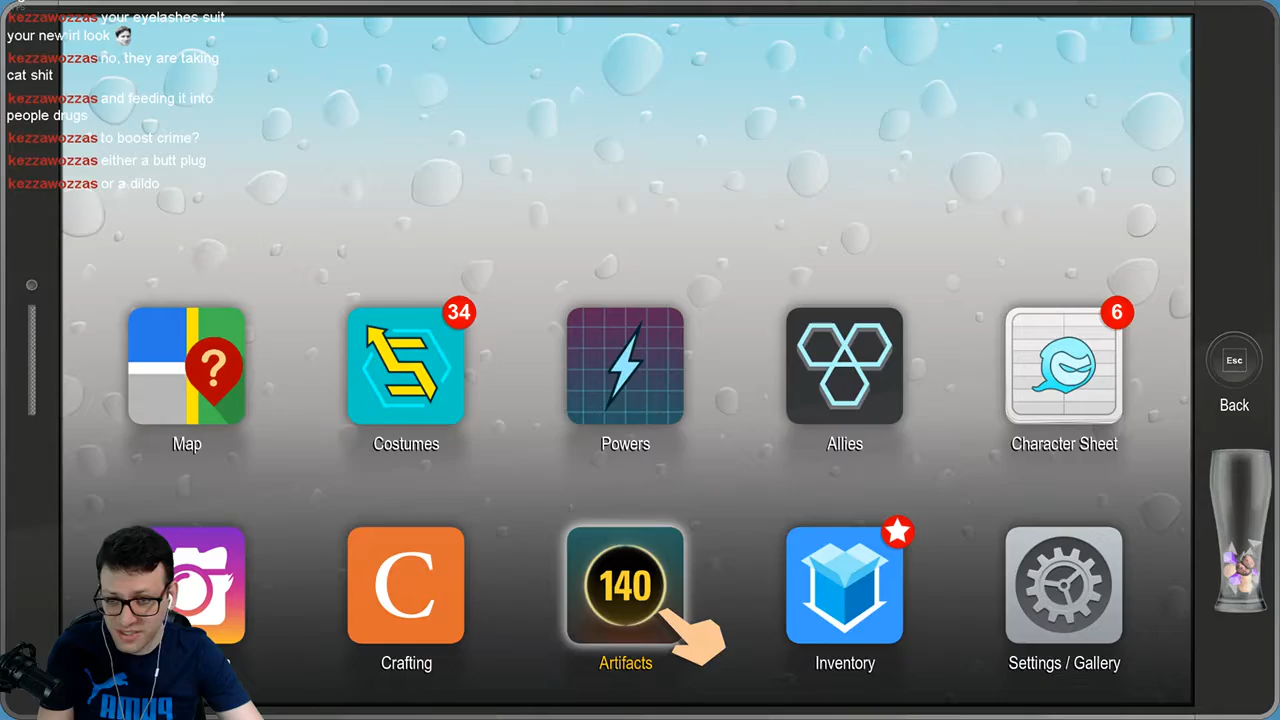 kezzawozzas your eyelashes suit
your new irl look
kezzawozzas no, they are taking
cat shit
kezzawozzas and feeding it into
people drugs
kezzawozzas to boost crime?
kezzawozzas either a butt plug
kezzawozzas or a dildo
34
6
?
Map
Costumes
Powers
Allies
Character Sheet
Esc
Back
C
140
Crafting
Artifacts
Inventory
Settings / Gallery